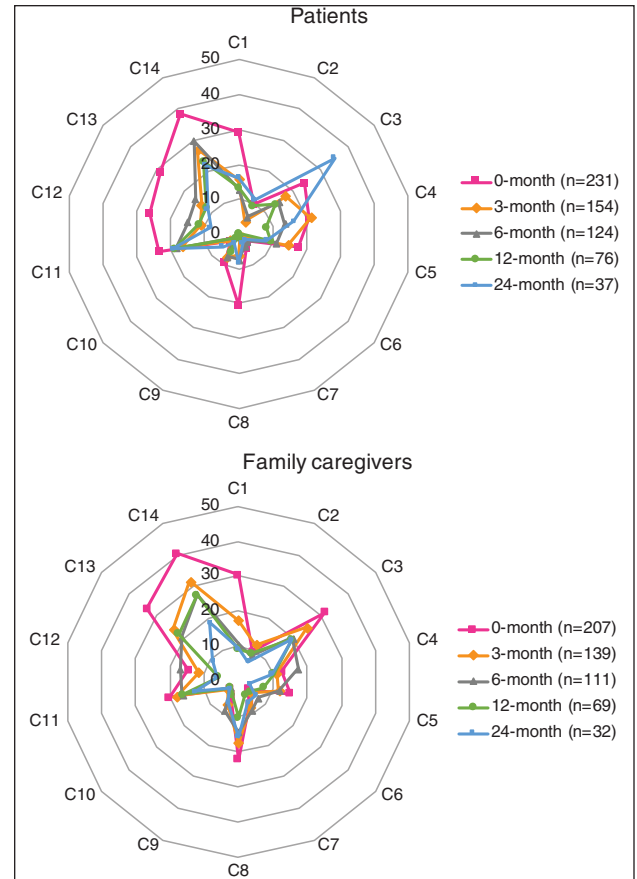 Patients
C1
C2
C3
C4
C5
C6
C7
C8
C9
C10
C11
C12
C13
C14
50
40
30
20
10
0
0-month (n=231)
3-month (n=154)
6-month (n=124)
12-month (n=76)
24-month (n=37)
Family caregivers
C1
C2
C3
C4
C5
C6
C7
C8
C9
C10
C11
C12
C13
C14
50
40
30
20
10
0
0-month (n=207)
3-month (n=139)
6-month (n=111)
12-month (n=69)
24-month (n=32)